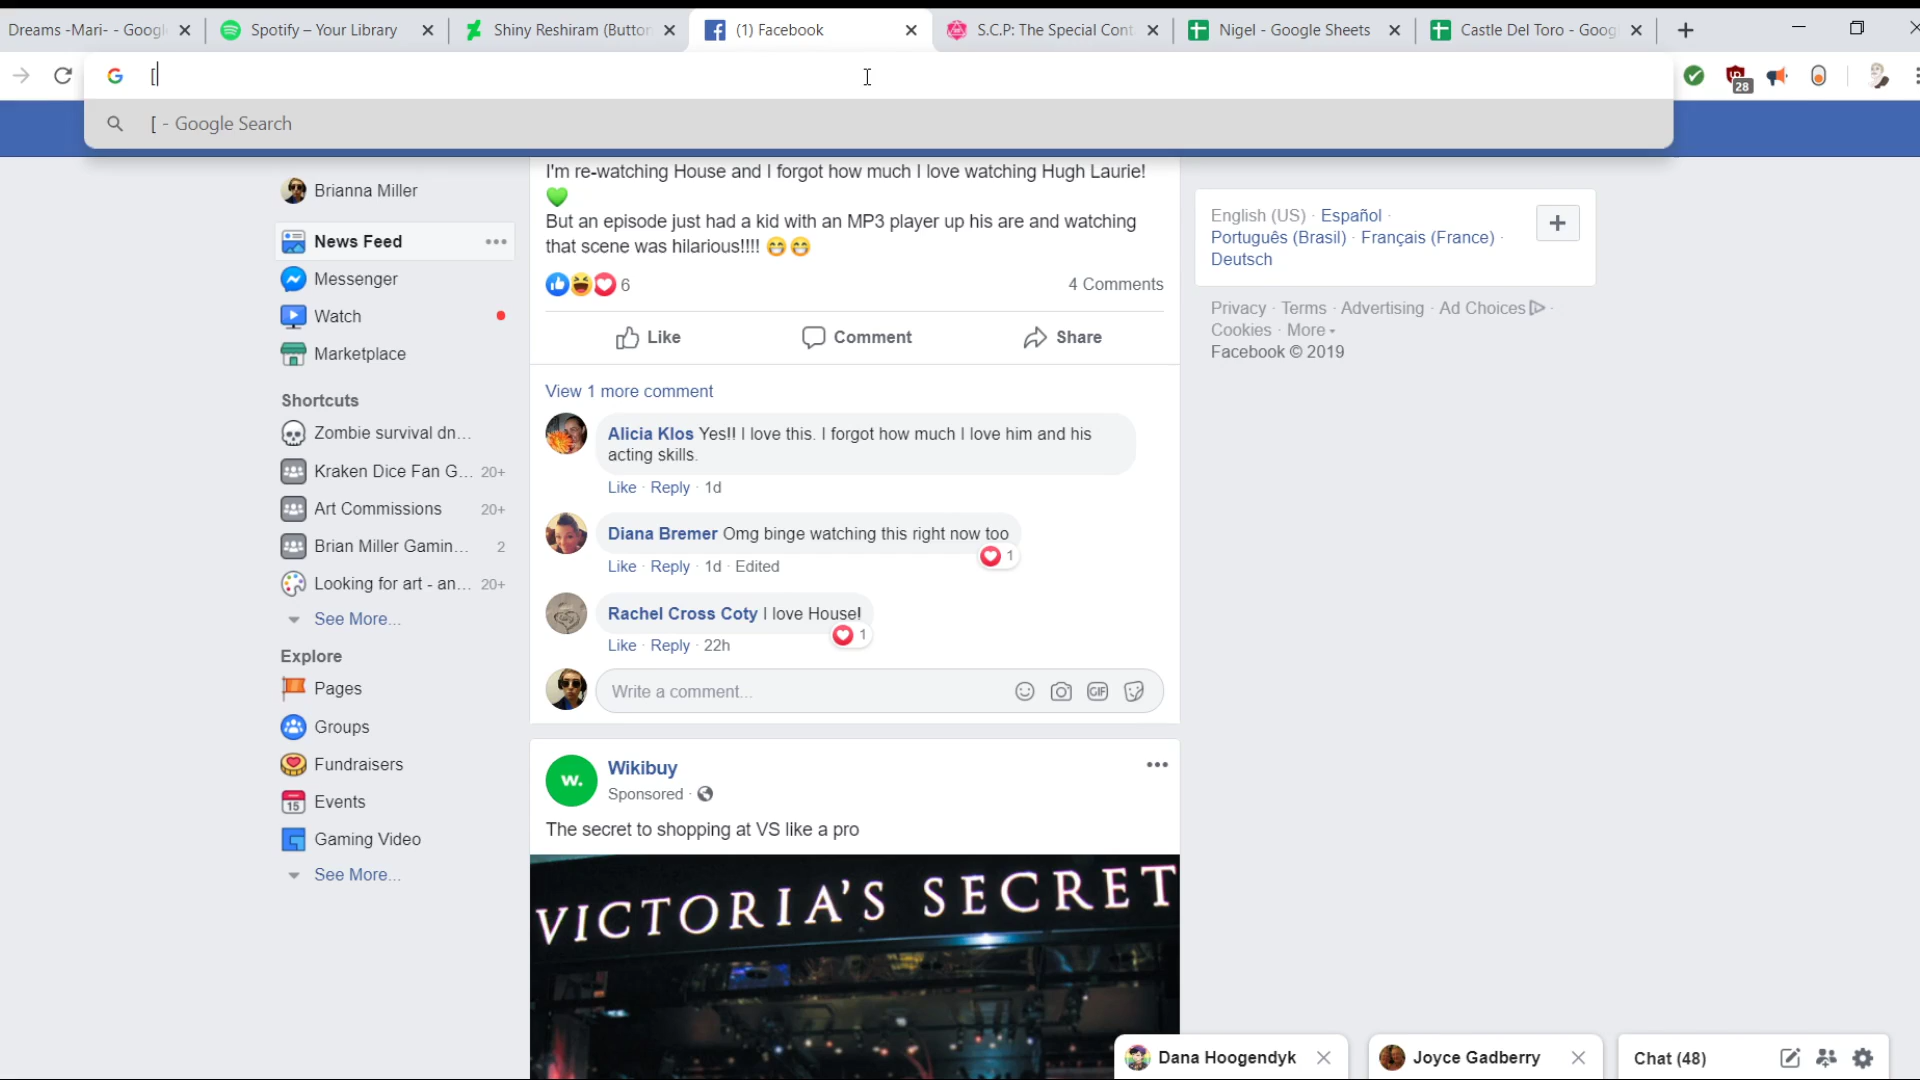 Dreams -Mari- - Googl
Spotify – Your Library
Shiny Reshiram (Button
(1) Facebook
S.C.P: The Special Cont
Nigel - Google Sheets
Castle Del Toro - Goog
[
28
[ - Google Search
I'm re-watching House and I forgot how much I love watching Hugh Laurie!
💚
But an episode just had a kid with an MP3 player up his are and watching
that scene was hilarious!!!! 😁😁
6
4 Comments
Like
Comment
Share
View 1 more comment
Alicia Klos Yes!! I love this. I forgot how much I love him and his
acting skills.
Like · Reply · 1d
Diana Bremer Omg binge watching this right now too
1
Like · Reply · 1d · Edited
Rachel Cross Coty I love House!
1
Like · Reply · 22h
Write a comment...
GIF
w.
Wikibuy
Sponsored ·
The secret to shopping at VS like a pro
VICTORIA'S SECRET
Brianna Miller
News Feed
Messenger
Watch
Marketplace
Shortcuts
Zombie survival dn...
Kraken Dice Fan G... 20+
Art Commissions 20+
Brian Miller Gamin... 2
Looking for art - an... 20+
See More...
Explore
Pages
Groups
Fundraisers
15
Events
Gaming Video
See More...
English (US) · Español ·
Português (Brasil) · Français (France) ·
Deutsch
Privacy · Terms · Advertising · Ad Choices ·
Cookies · More
Facebook © 2019
Dana Hoogendyk
Joyce Gadberry
Chat (48)